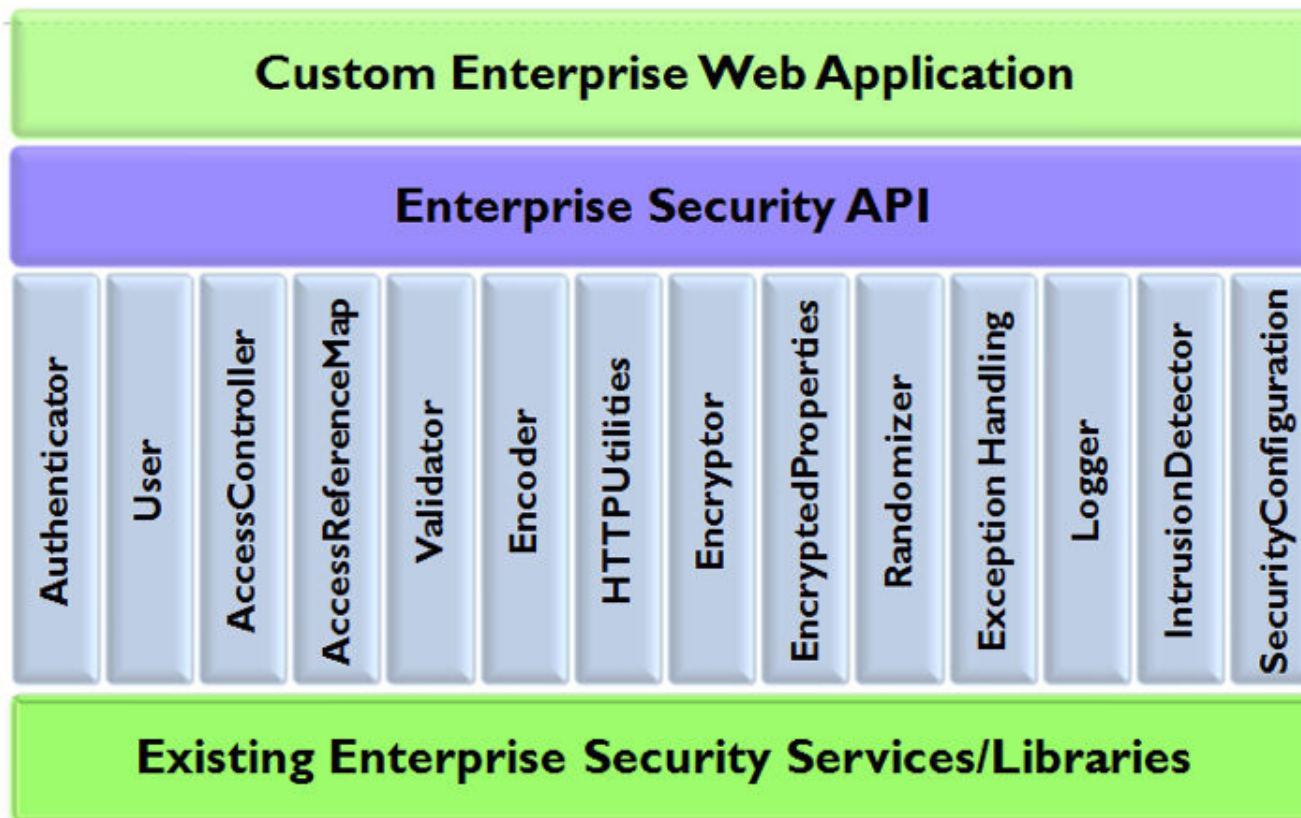 Custom Enterprise Web Application
Enterprise Security API
Authenticator
User
AccessController
AccessReferenceMap
Validator
Encoder
HTTPUtilities
Encryptor
EncryptedProperties
Randomizer
Exception Handling
Logger
IntrusionDetector
SecurityConfiguration
Existing Enterprise Security Services/Libraries